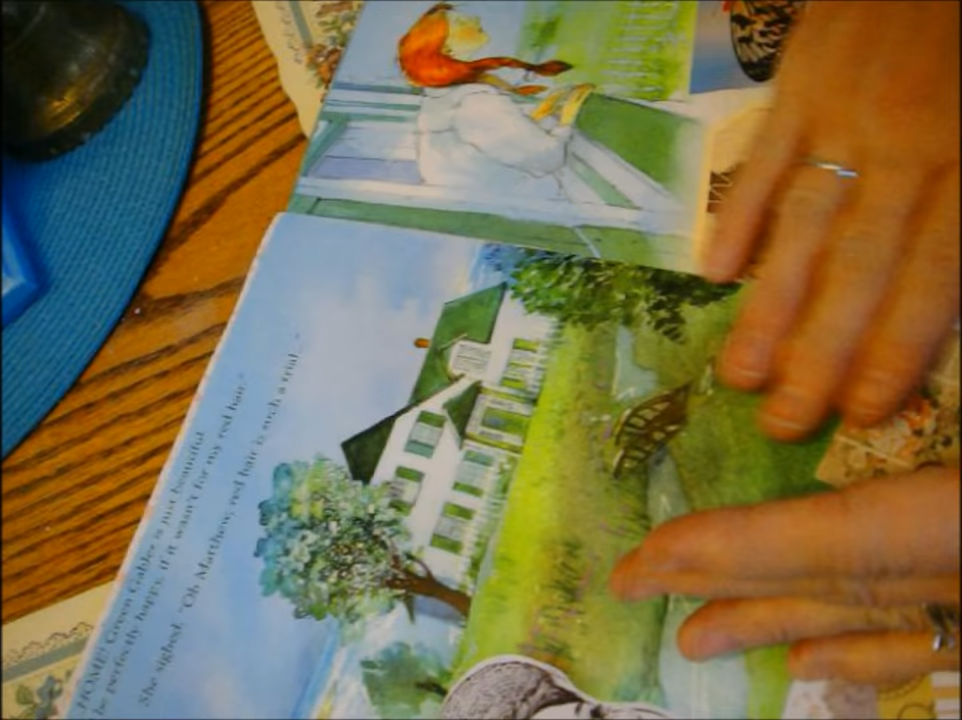 HOME! Green Gables is just beautiful.
be perfectly happy, if it wasn't for my red hair."
She sighed. "Oh Matthew, red hair is such a trial..."